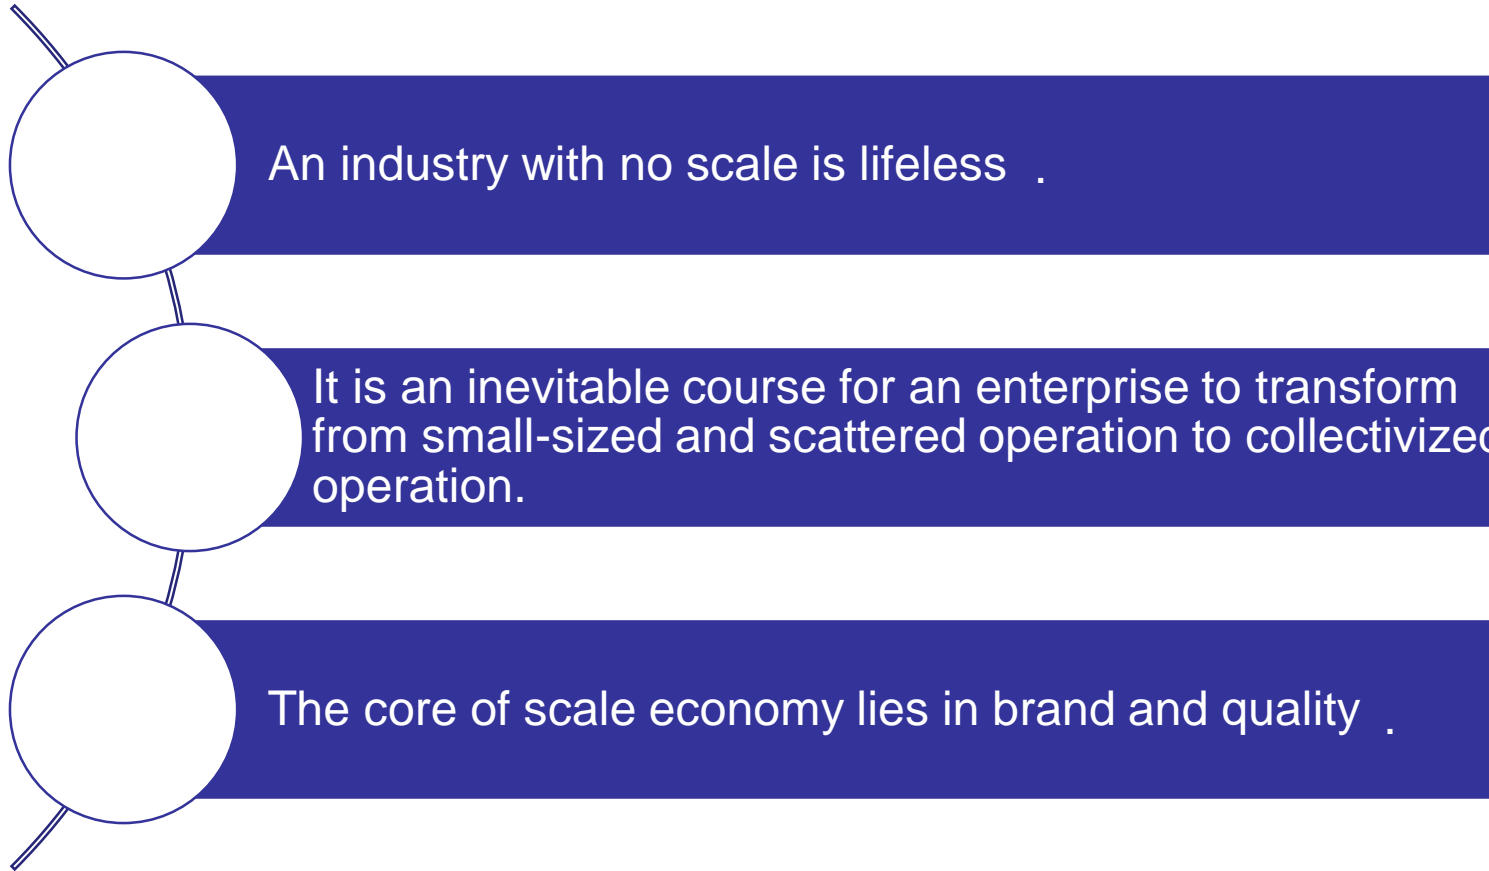 An industry with no scale is lifeless .
It is an inevitable course for an enterprise to transform
from small-sized and scattered operation to collectivized
operation.
The core of scale economy lies in brand and quality .